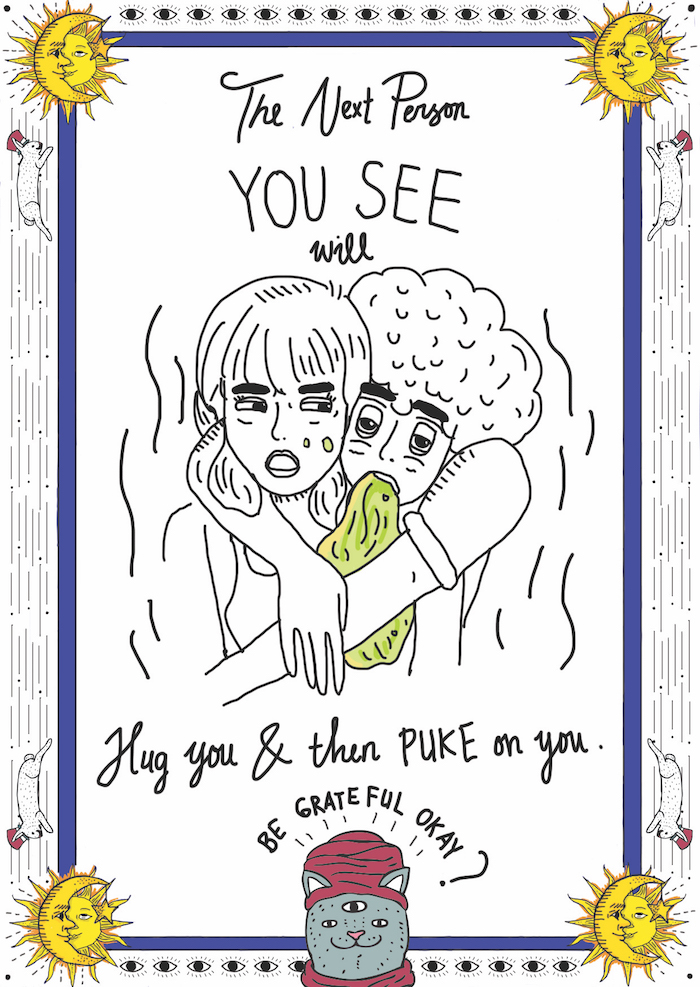 The Next Person
YOU SEE
will
Hug you & then PUKE on you.
BE GRATEFUL OKAY?